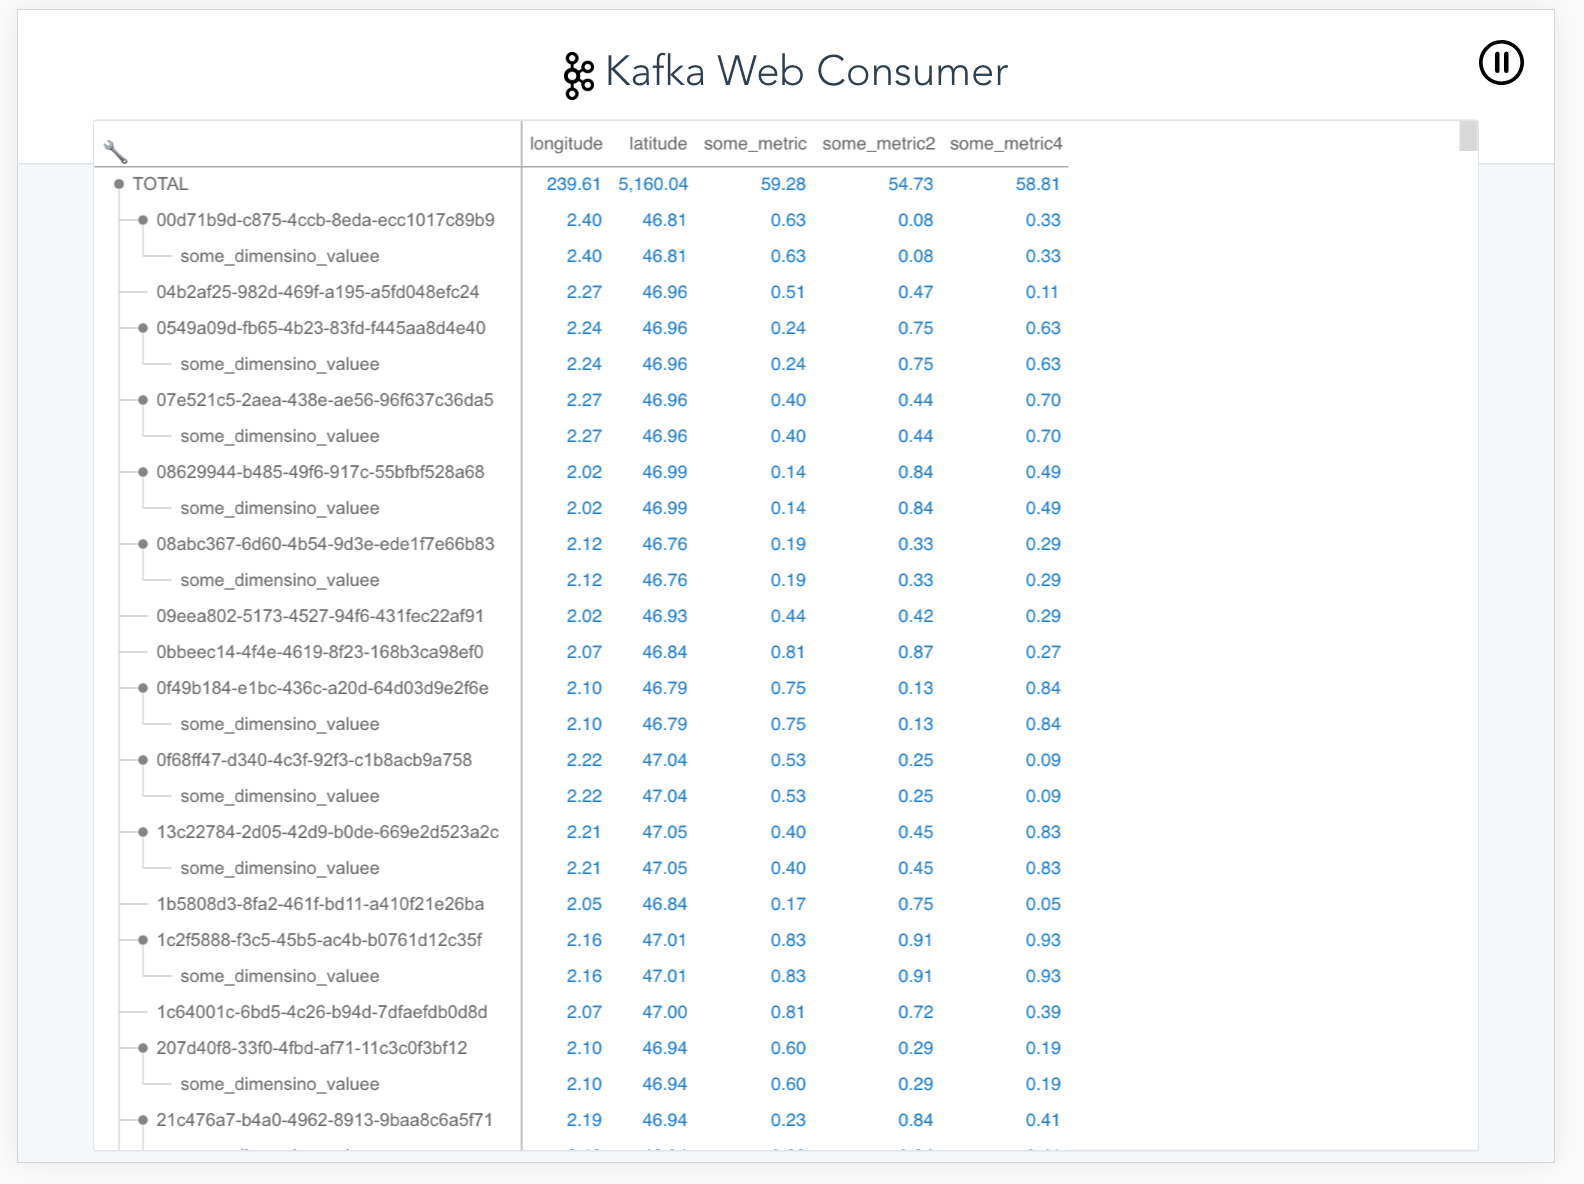 Kafka Web Consumer
longitude latitude some_metric some_metric2 some_metric4
TOTAL 239.61 5,160.04 59.28 54.73 58.81
00d71b9d-c875-4ccb-8eda-ecc1017c89b9 2.40 46.81 0.63 0.08 0.33
some_dimensino_valuee 2.40 46.81 0.63 0.08 0.33
04b2af25-982d-469f-a195-a5fd048efc24 2.27 46.96 0.51 0.47 0.11
0549a09d-fb65-4b23-83fd-f445aa8d4e40 2.24 46.96 0.24 0.75 0.63
some_dimensino_valuee 2.24 46.96 0.24 0.75 0.63
07e521c5-2aea-438e-ae56-96f637c36da5 2.27 46.96 0.40 0.44 0.70
some_dimensino_valuee 2.27 46.96 0.40 0.44 0.70
08629944-b485-49f6-917c-55bfbf528a68 2.02 46.99 0.14 0.84 0.49
some_dimensino_valuee 2.02 46.99 0.14 0.84 0.49
08abc367-6d60-4b54-9d3e-ede1f7e66b83 2.12 46.76 0.19 0.33 0.29
some_dimensino_valuee 2.12 46.76 0.19 0.33 0.29
09eea802-5173-4527-94f6-431fec22af91 2.02 46.93 0.44 0.42 0.29
0bbeec14-4f4e-4619-8f23-168b3ca98ef0 2.07 46.84 0.81 0.87 0.27
0f49b184-e1bc-436c-a20d-64d03d9e2f6e 2.10 46.79 0.75 0.13 0.84
some_dimensino_valuee 2.10 46.79 0.75 0.13 0.84
0f68ff47-d340-4c3f-92f3-c1b8acb9a758 2.22 47.04 0.53 0.25 0.09
some_dimensino_valuee 2.22 47.04 0.53 0.25 0.09
13c22784-2d05-42d9-b0de-669e2d523a2c 2.21 47.05 0.40 0.45 0.83
some_dimensino_valuee 2.21 47.05 0.40 0.45 0.83
1b5808d3-8fa2-461f-bd11-a410f21e26ba 2.05 46.84 0.17 0.75 0.05
1c2f5888-f3c5-45b5-ac4b-b0761d12c35f 2.16 47.01 0.83 0.91 0.93
some_dimensino_valuee 2.16 47.01 0.83 0.91 0.93
1c64001c-6bd5-4c26-b94d-7dfaefdb0d8d 2.07 47.00 0.81 0.72 0.39
207d40f8-33f0-4fbd-af71-11c3c0f3bf12 2.10 46.94 0.60 0.29 0.19
some_dimensino_valuee 2.10 46.94 0.60 0.29 0.19
21c476a7-b4a0-4962-8913-9baa8c6a5f71 2.19 46.94 0.23 0.84 0.41